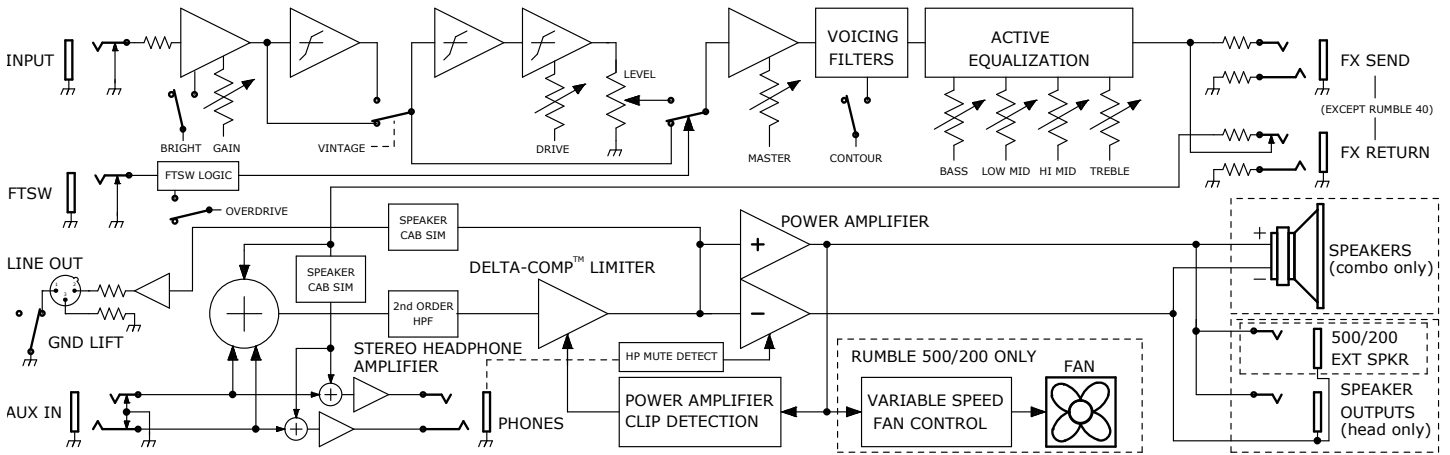 INPUT
BRIGHT
GAIN
VINTAGE
DRIVE
LEVEL
MASTER
VOICING
FILTERS
CONTOUR
ACTIVE
EQUALIZATION
BASS
LOW MID
HI MID
TREBLE
FX SEND
(EXCEPT RUMBLE 40)
FX RETURN
FTSW
FTSW LOGIC
OVERDRIVE
LINE OUT
GND LIFT
SPEAKER
CAB SIM
SPEAKER
CAB SIM
2nd ORDER
HPF
DELTA-COMP™ LIMITER
POWER AMPLIFIER
+
−
+
−
SPEAKERS
(combo only)
500/200
EXT SPKR
SPEAKER
OUTPUTS
(head only)
STEREO HEADPHONE
AMPLIFIER
HP MUTE DETECT
RUMBLE 500/200 ONLY
FAN
VARIABLE SPEED
FAN CONTROL
POWER AMPLIFIER
CLIP DETECTION
PHONES
AUX IN